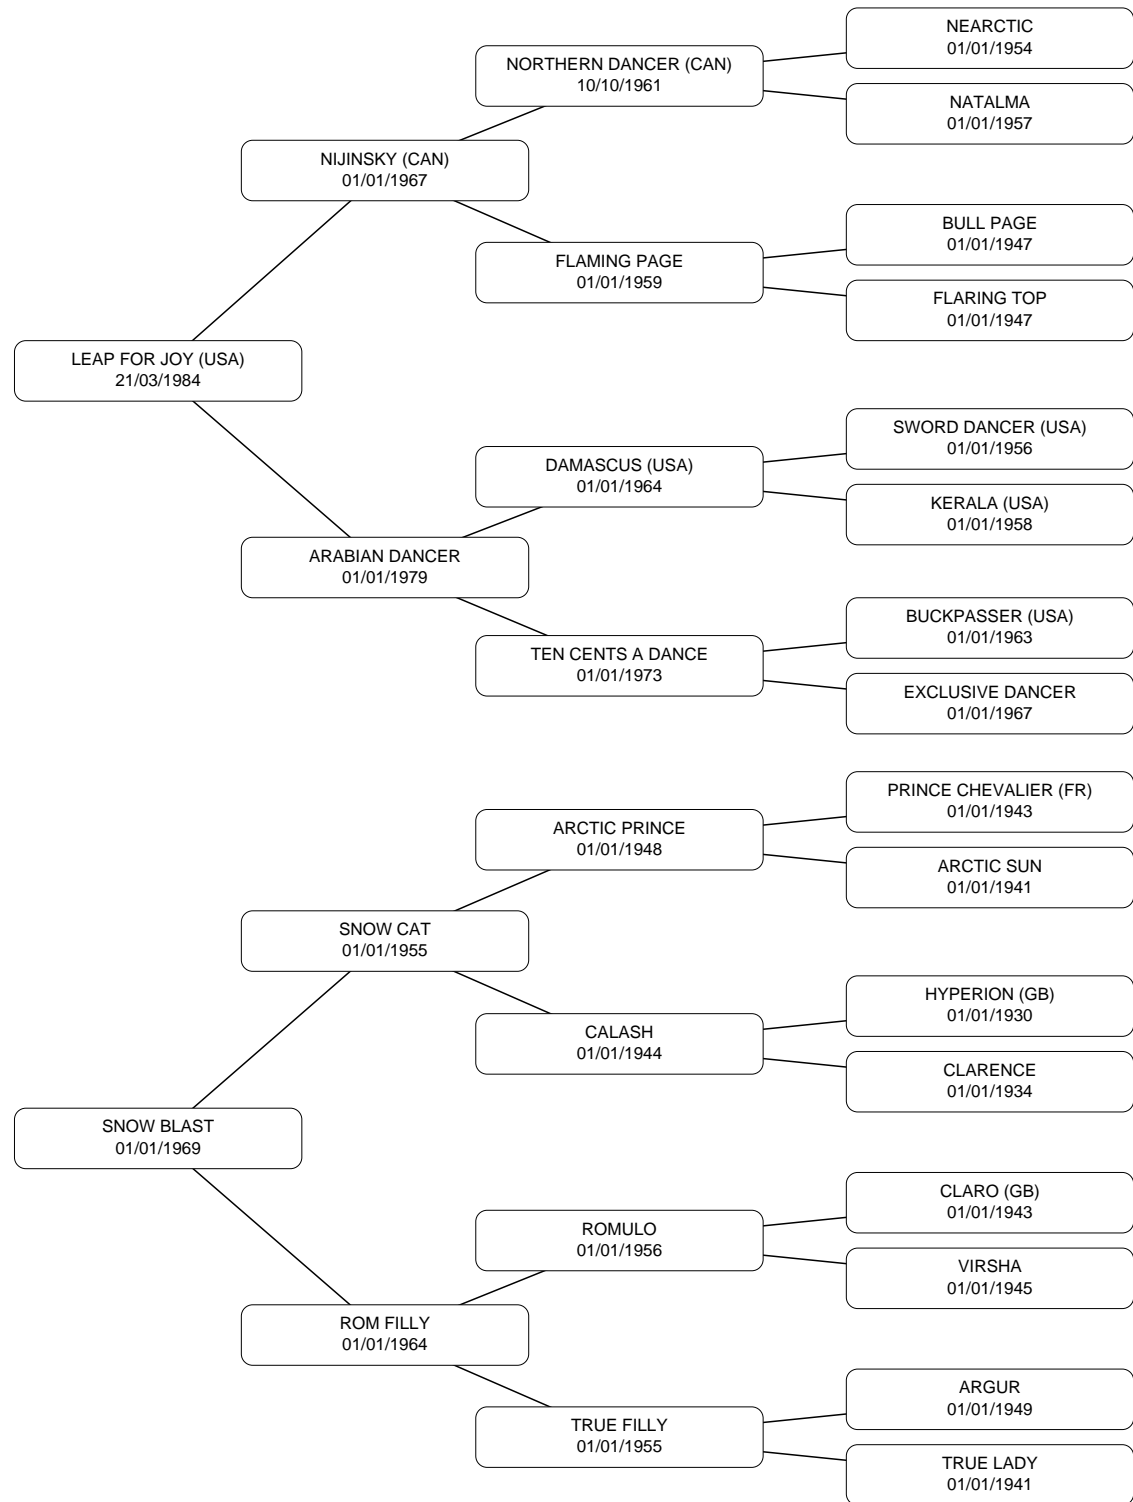 NEARCTIC
01/01/1954
NORTHERN DANCER (CAN)
10/10/1961
NATALMA
01/01/1957
NIJINSKY (CAN)
01/01/1967
BULL PAGE
01/01/1947
FLAMING PAGE
01/01/1959
FLARING TOP
01/01/1947
LEAP FOR JOY (USA)
21/03/1984
SWORD DANCER (USA)
01/01/1956
DAMASCUS (USA)
01/01/1964
KERALA (USA)
01/01/1958
ARABIAN DANCER
01/01/1979
BUCKPASSER (USA)
01/01/1963
TEN CENTS A DANCE
01/01/1973
EXCLUSIVE DANCER
01/01/1967
PRINCE CHEVALIER (FR)
01/01/1943
ARCTIC PRINCE
01/01/1948
ARCTIC SUN
01/01/1941
SNOW CAT
01/01/1955
HYPERION (GB)
01/01/1930
CALASH
01/01/1944
CLARENCE
01/01/1934
SNOW BLAST
01/01/1969
CLARO (GB)
01/01/1943
ROMULO
01/01/1956
VIRSHA
01/01/1945
ROM FILLY
01/01/1964
ARGUR
01/01/1949
TRUE FILLY
01/01/1955
TRUE LADY
01/01/1941